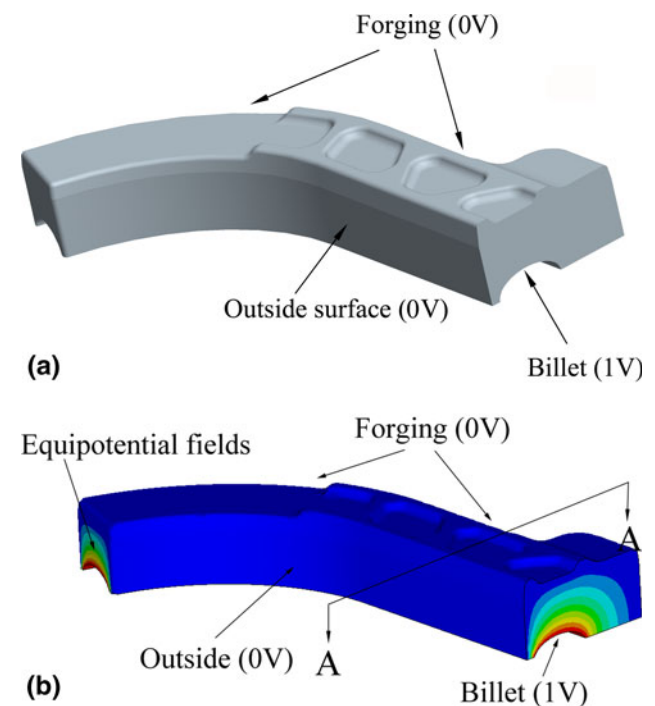 Forging (0V)
Outside surface (0V)
(a)
Billet (1V)
Equipotential fields
Forging (0V)
A
Outside (0V)
A
(b)
Billet (1V)